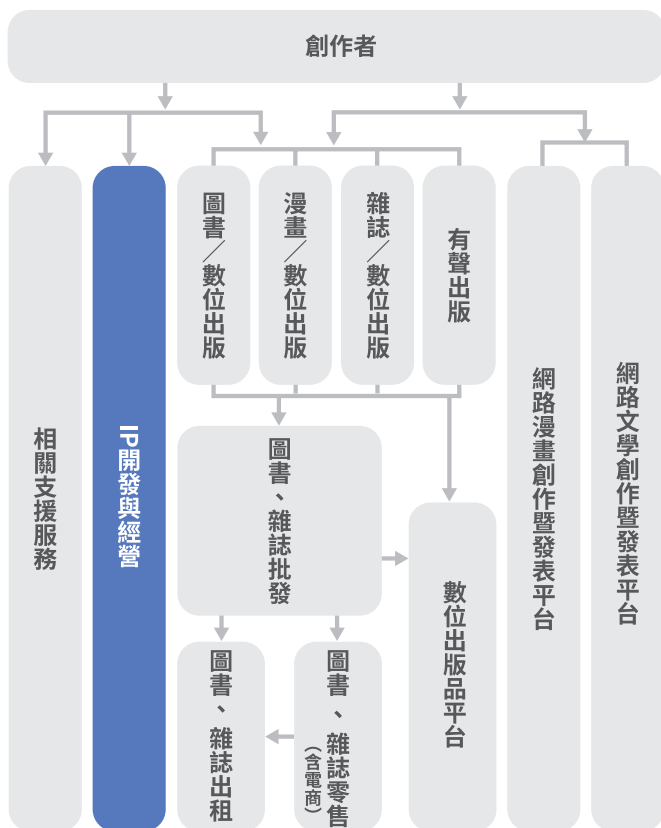 創作者
相關支援服務
IP開發與經營
圖書／數位出版
漫畫／數位出版
雜誌／數位出版
有聲出版
網路漫畫創作暨發表平台
網路文學創作暨發表平台
圖書、雜誌批發
數位出版品平台
圖書、雜誌出租
圖書、雜誌零售
（含電商）